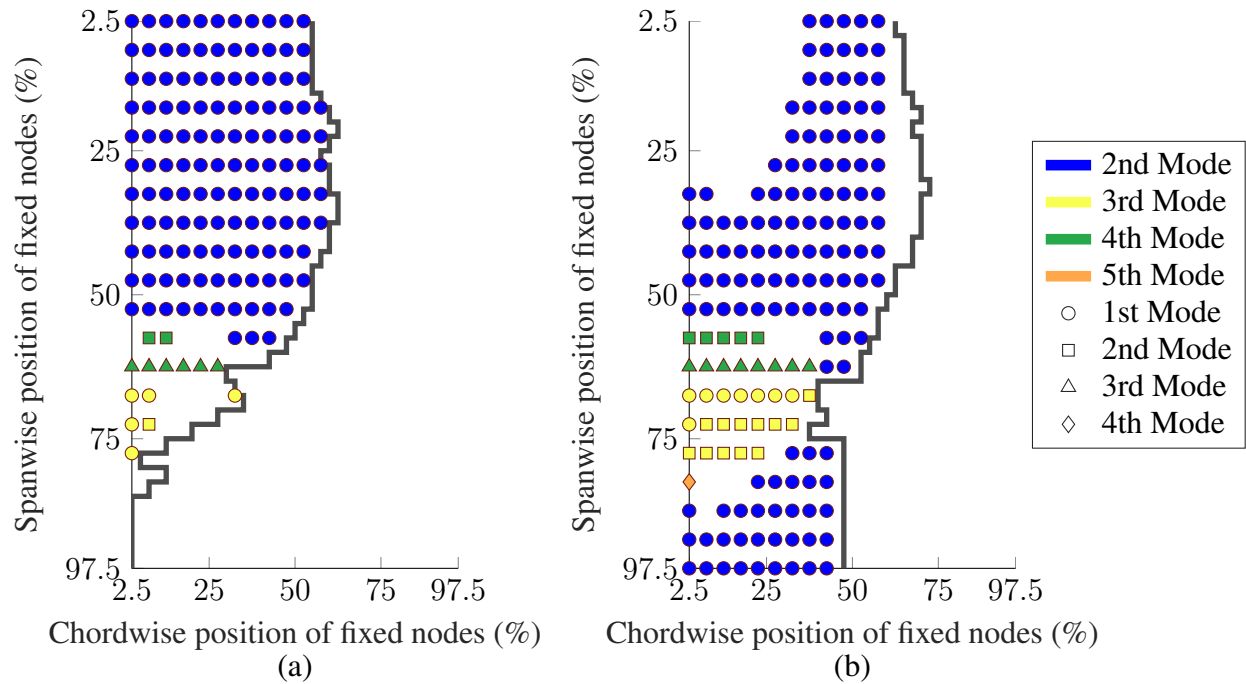 2.5
25
50
75
97.5
Spanwise position of fixed nodes (%)
2.5
25
50
75
97.5
Chordwise position of fixed nodes (%)
(a)
2.5
25
50
75
97.5
Spanwise position of fixed nodes (%)
2.5
25
50
75
97.5
Chordwise position of fixed nodes (%)
(b)
2nd Mode
3rd Mode
4th Mode
5th Mode
1st Mode
2nd Mode
3rd Mode
4th Mode